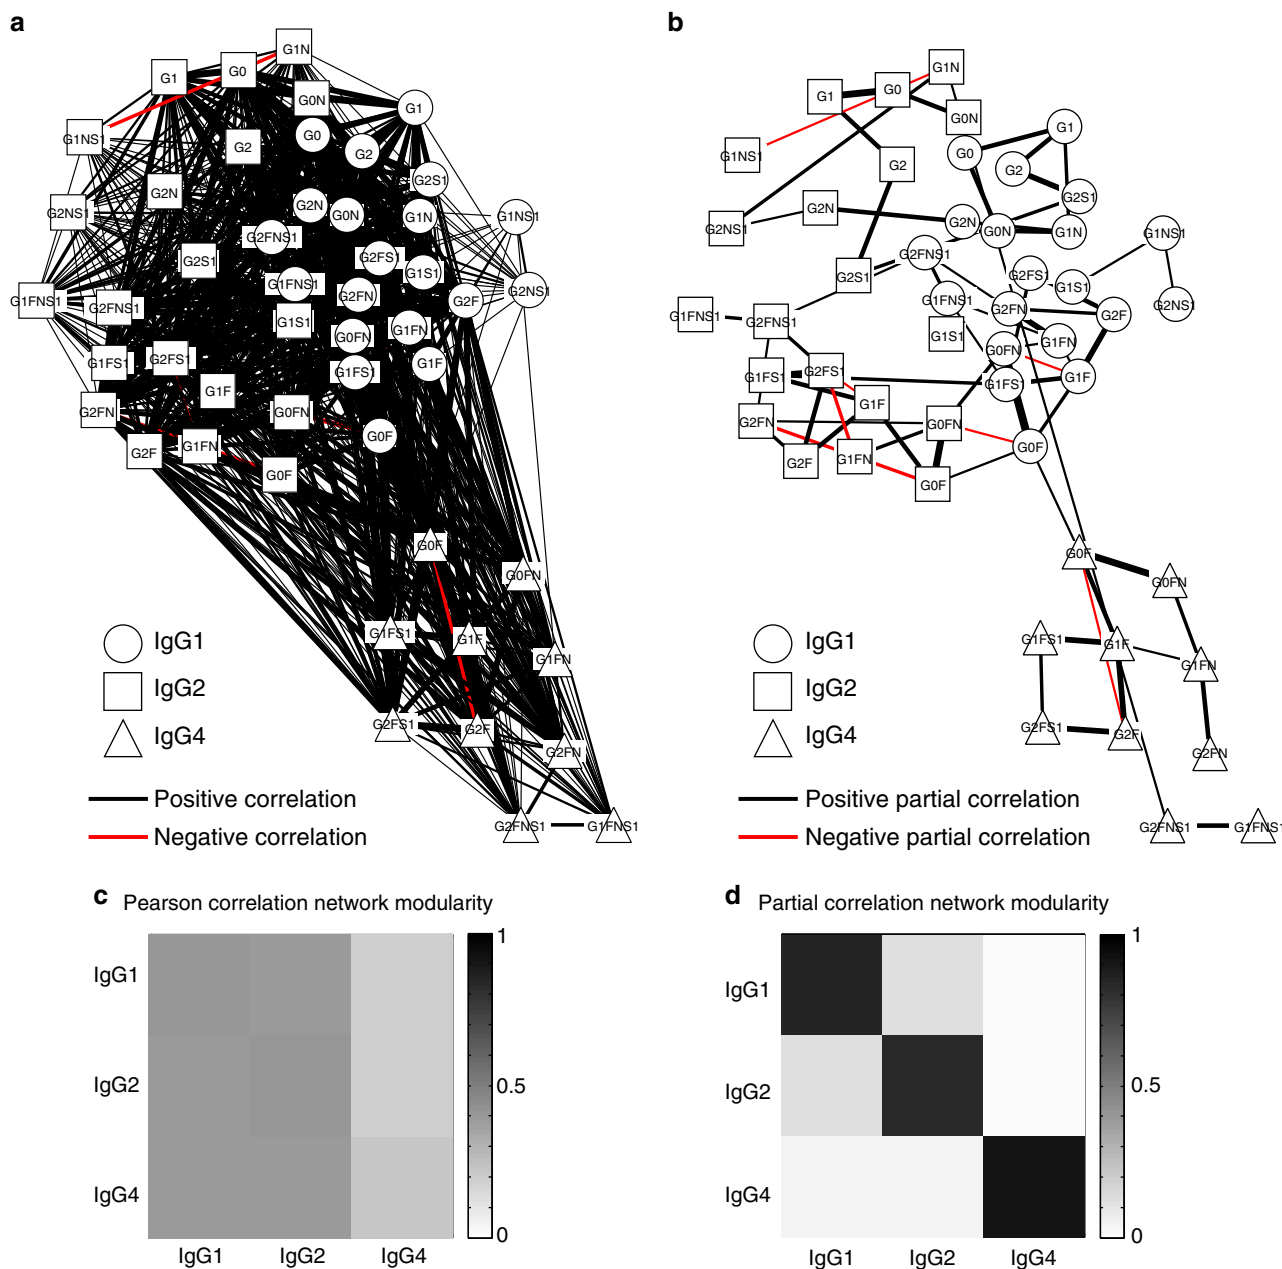 a
G1N
G0
G1
G0N
G1
G0
G1NS1
G2
G2
G2S1
G2N
G2N
G0N
G1N
G1NS1
G2NS1
G2FNS1
G2S1
G2FS1
G1S1
G1FNS1
G2FN
G2NS1
G1FNS1
G2FNS1
G2F
G1S1
G1FN
G0FN
G1FS1
G2FS1
G1F
G1FS1
G1F
G2FN
G0FN
G0F
G2F
G1FN
G0F
G0F
G0FN
G1FS1
G1F
G1FN
G2FS1
G2F
G2FN
G2FNS1
G1FNS1
IgG1
IgG2
IgG4
Positive correlation
Negative correlation
b
G1N
G0
G1
G0N
G1
G1NS1
G0
G2
G2
G2S1
G2N
G2N
G0N
G1N
G1NS1
G2NS1
G2FNS1
G2S1
G2FS1
G1S1
G1FNS1
G2FN
G2NS1
G1FNS1
G2FNS1
G2F
G1S1
G1FN
G0FN
G1FS1
G2FS1
G1FS1
G1F
G1F
G2FN
G0FN
G0F
G2F
G1FN
G0F
G0F
G0FN
G1FS1
G1F
G1FN
G2FS1
G2F
G2FN
G2FNS1
G1FNS1
IgG1
IgG2
IgG4
Positive partial correlation
Negative partial correlation
c Pearson correlation network modularity
IgG1
IgG2
IgG4
IgG1 IgG2 IgG4
1
0.5
0
d Partial correlation network modularity
IgG1
IgG2
IgG4
IgG1 IgG2 IgG4
1
0.5
0